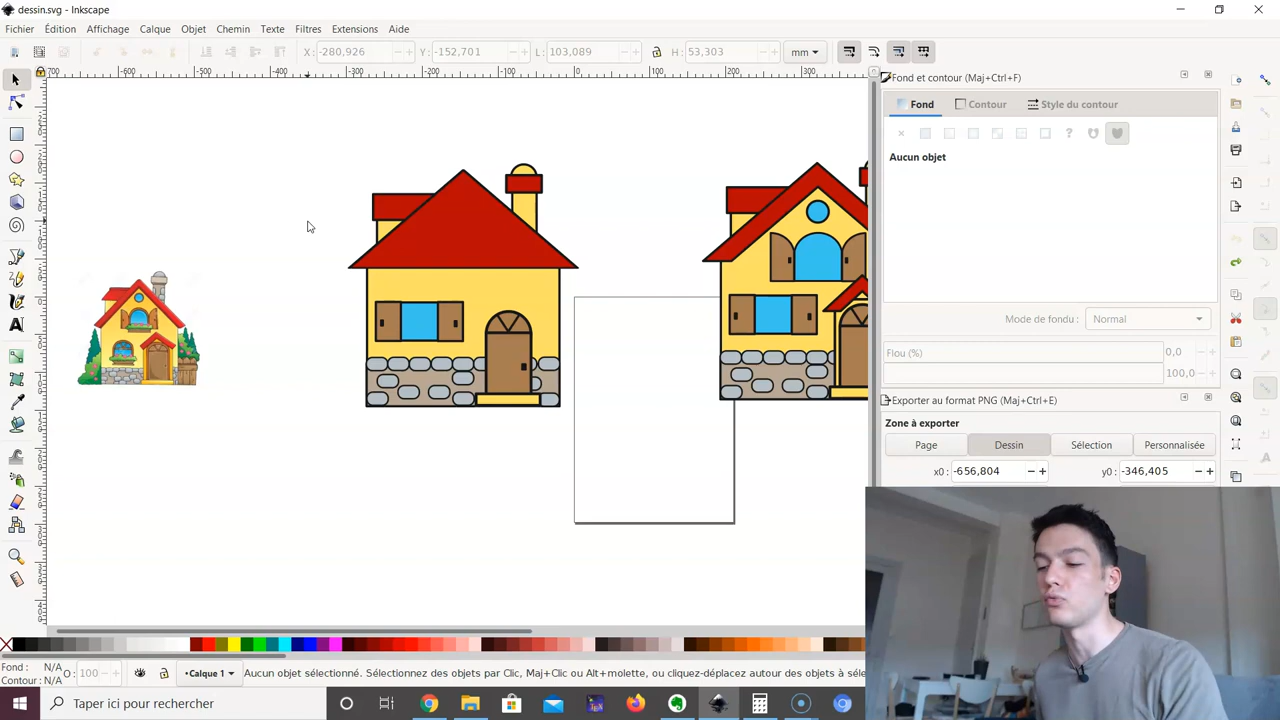 dessin.svg - Inkscape
Fichier Édition Affichage Calque Objet Chemin Texte Filtres Extensions Aide
X: -280,926 Y: -152,701 L: 103,089 H: 53,303 mm
Fond et contour (Maj+Ctrl+F)
Fond Contour Style du contour
Aucun objet
Mode de fondu : Normal
Flou (%) 0,0
100,0
Exporter au format PNG (Maj+Ctrl+E)
Zone à exporter
Page Dessin Sélection Personnalisée
x0 : -656,804 y0 : -346,405
Fond : N/A
Contour : N/A
O : 100
•Calque 1
Aucun objet sélectionné. Sélectionnez des objets par Clic, Maj+Clic ou Alt+molette, ou cliquez-déplacez autour des objets à séle
Taper ici pour rechercher